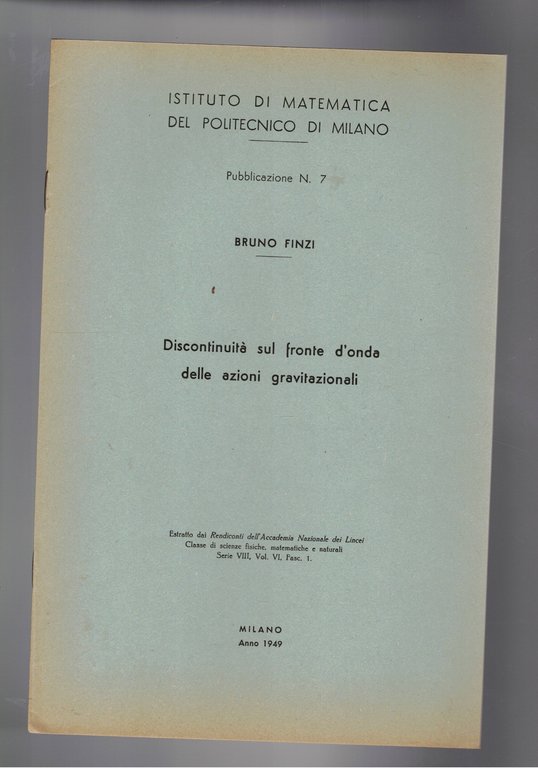 ISTITUTO DI MATEMATICA
DEL POLITECNICO DI MILANO
Pubblicazione N. 7
BRUNO FINZI
Discontinuità sul fronte d'onda
delle azioni gravitazionali
Estratto dai Rendiconti dell'Accademia Nazionale dei Lincei
Classe di scienze fisiche, matematiche e naturali
Serie VIII, Vol. VI, Fasc. 1.
MILANO
Anno 1949